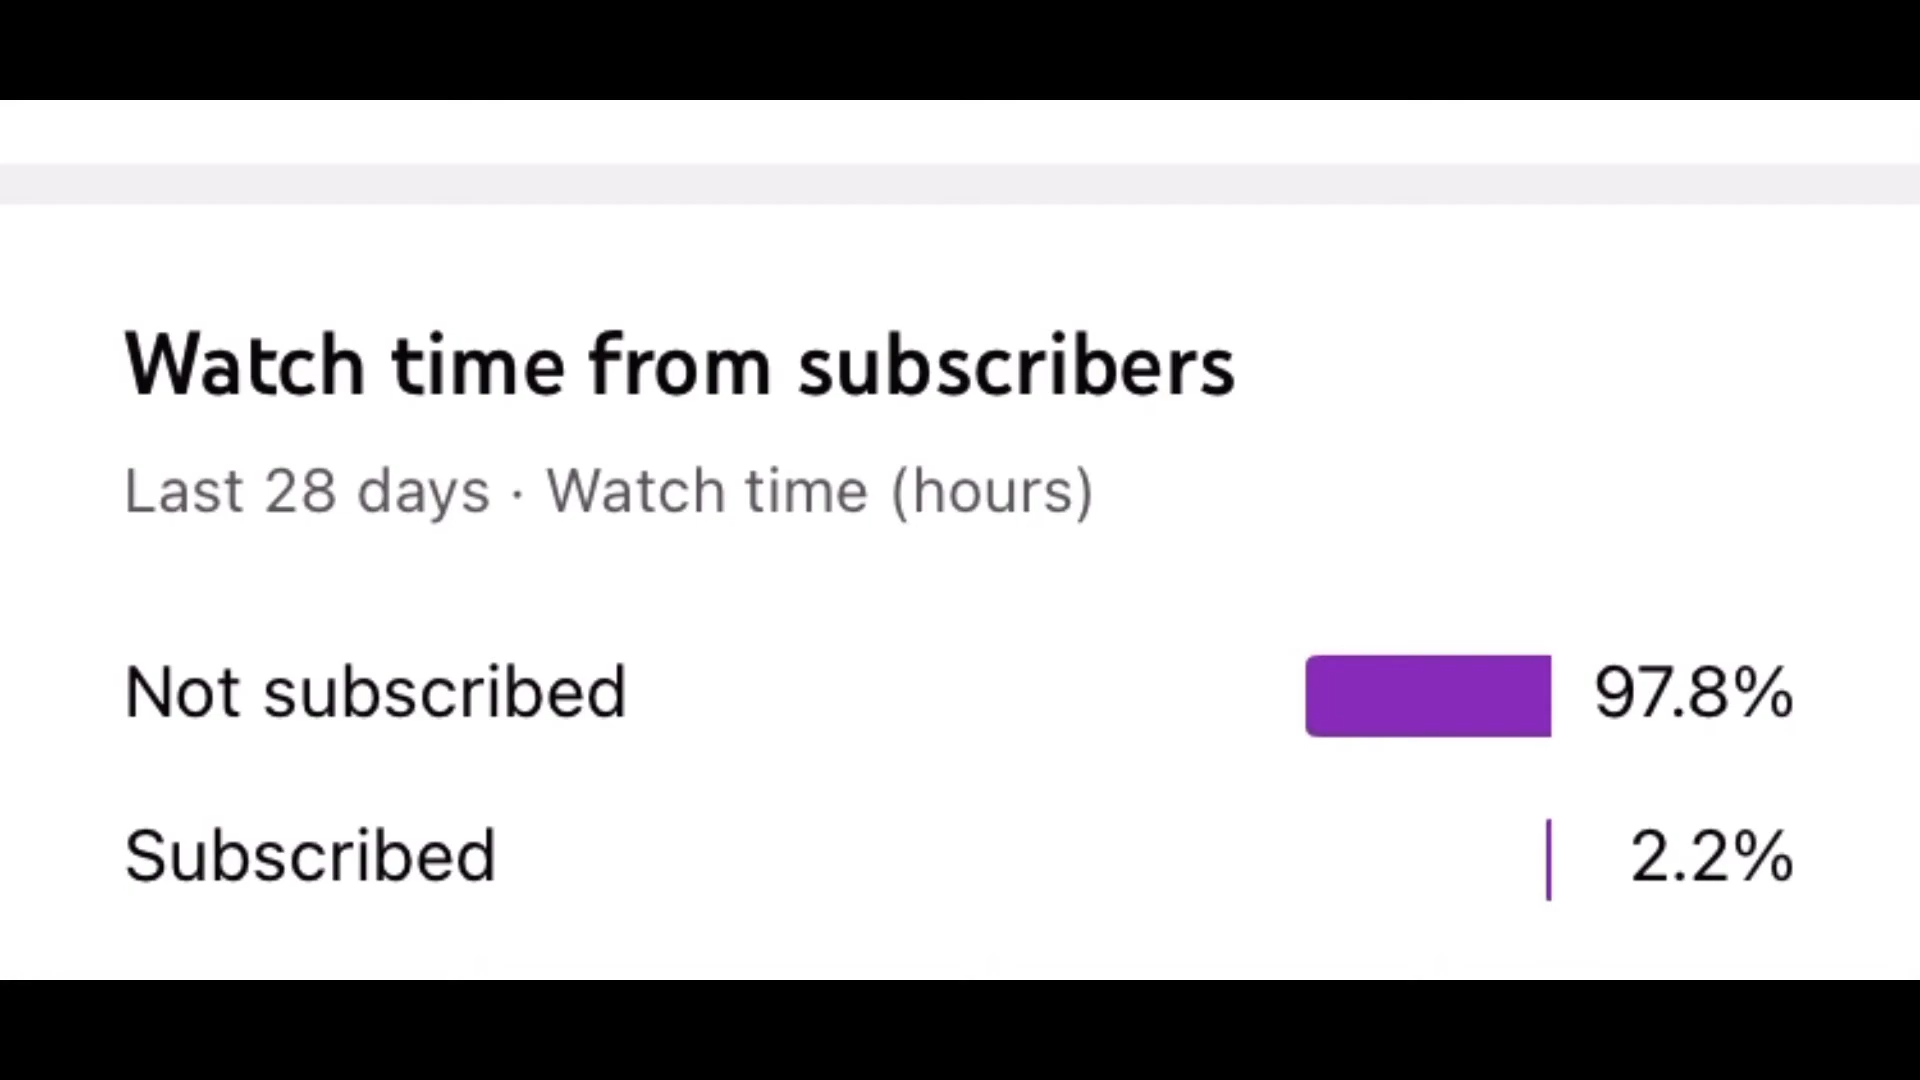 Watch time from subscribers
Last 28 days · Watch time (hours)
Not subscribed 97.8%
Subscribed 2.2%